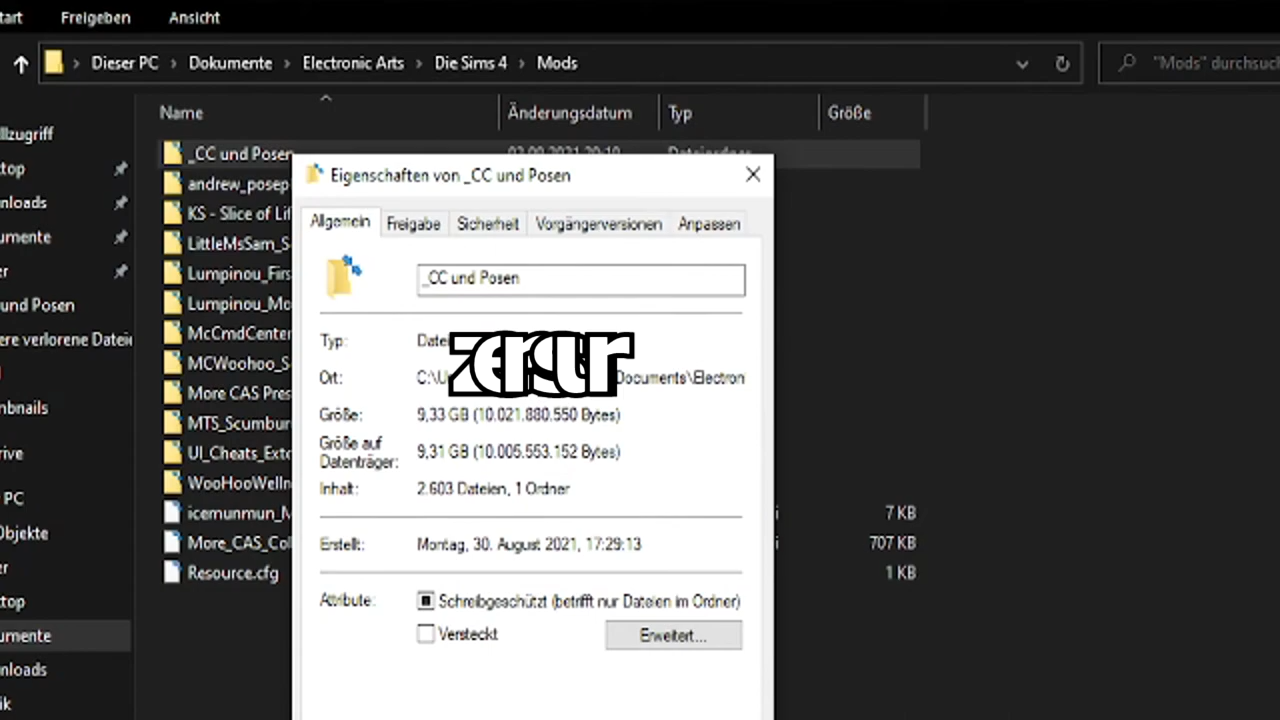 tart Freigeben Ansicht
Dieser PC > Dokumente > Electronic Arts > Die Sims 4 > Mods "Mods" durchsuc
Name Änderungsdatum Typ Größe
llzugriff
top
nloads
umente
er
und Posen
ere verlorene Dateie
bnails
rive
PC
Objekte
er
top
umente
nloads
ik
_CC und Posen
andrew_posep
KS - Slice of Lif
LittleMsSam_S
Lumpinou_Firs
Lumpinou_Mo
McCmdCenter
MCWoohoo_S
More CAS Pres
MTS_Scumbur
UI_Cheats_Exte
WooHooWelln
icemunmun_M i 7 KB
More_CAS_Col i 707 KB
Resource.cfg 1 KB
Eigenschaften von _CC und Posen
Allgemein Freigabe Sicherheit Vorgängerversionen Anpassen
_CC und Posen
Typ: Date
zensur
Ort: C:\U Documents\Electron
Größe: 9,33 GB (10.021.880.550 Bytes)
Größe auf
Datenträger: 9,31 GB (10.005.553.152 Bytes)
Inhalt: 2.603 Dateien, 1 Ordner
Erstellt: Montag, 30. August 2021, 17:29:13
Attribute: Schreibgeschützt (betrifft nur Dateien im Ordner)
Versteckt Erweitert...